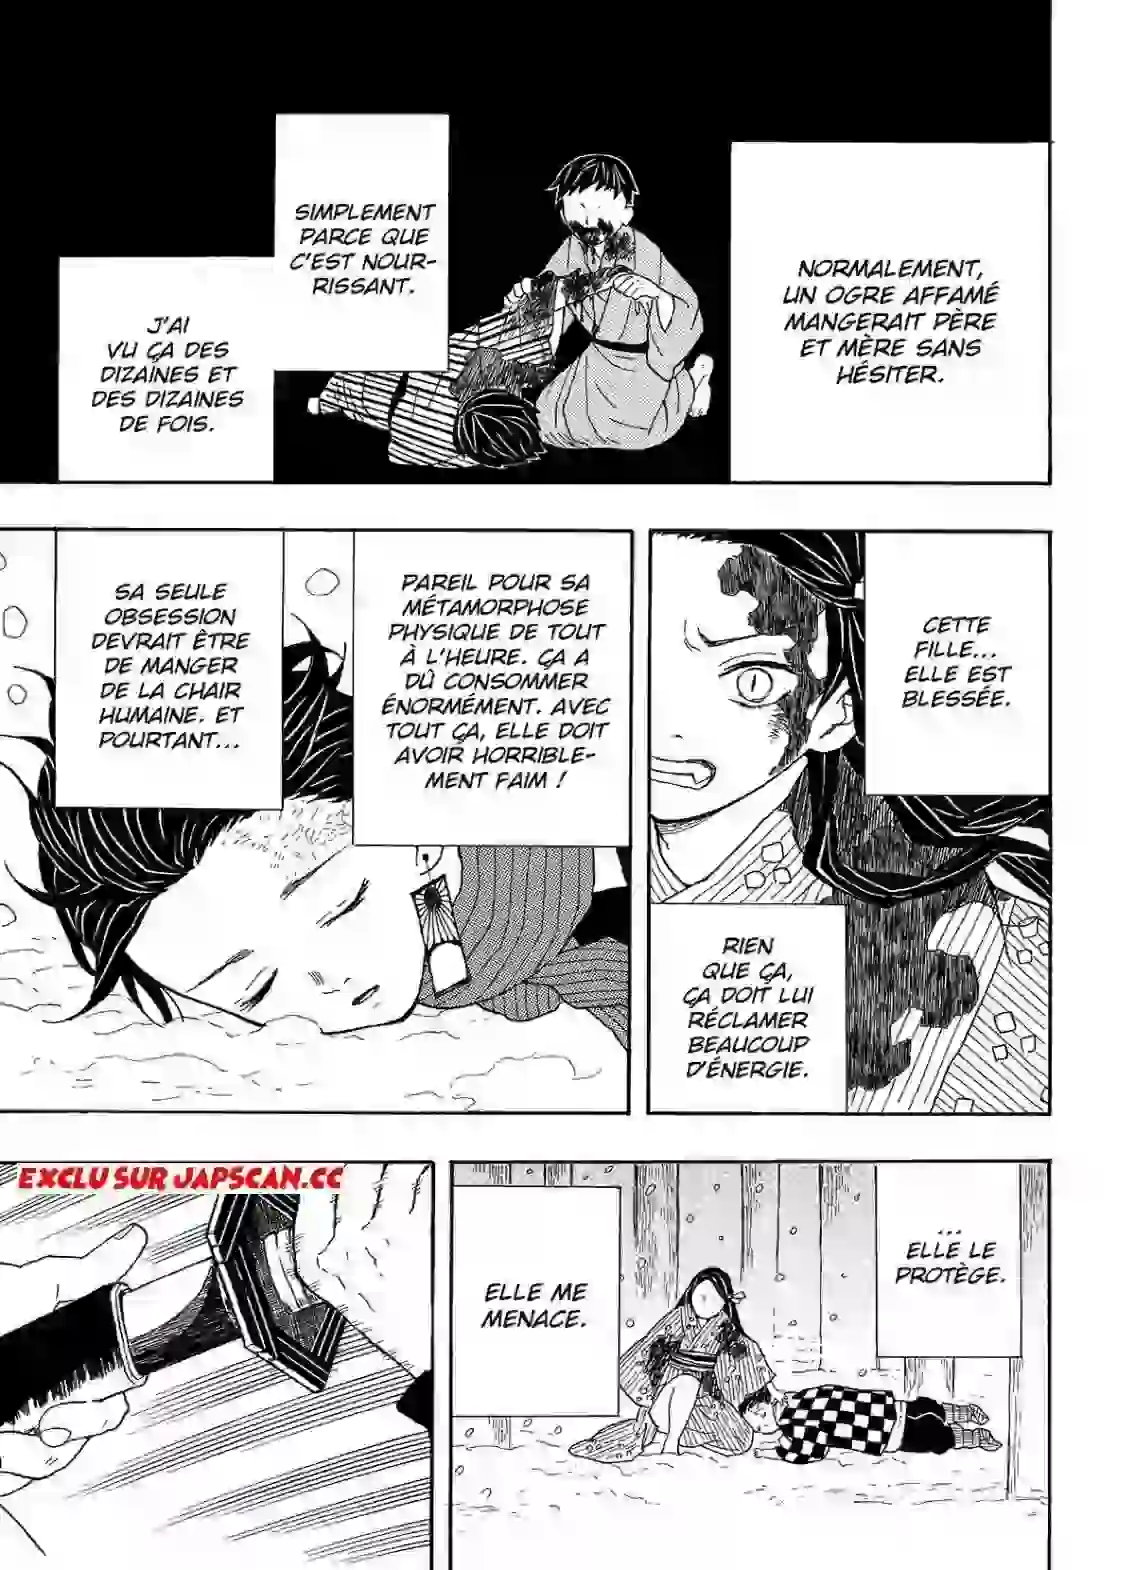 NORMALEMENT,
UN OGRE AFFAMÉ
MANGERAIT PÈRE
ET MÈRE SANS
HÉSITER.
SIMPLEMENT
PARCE QUE
C'EST NOUR-
RISSANT.
J'AI
VU ÇA DES
DIZAINES ET
DES DIZAINES
DE FOIS.
CETTE
FILLE...
ELLE EST
BLESSÉE.
RIEN
QUE ÇA,
ÇA DOIT LUI
RÉCLAMER
BEAUCOUP
D'ÉNERGIE.
PAREIL POUR SA
MÉTAMORPHOSE
PHYSIQUE DE TOUT
À L'HEURE. ÇA A
DÛ CONSOMMER
ÉNORMÉMENT. AVEC
TOUT ÇA, ELLE DOIT
AVOIR HORRIBLE-
MENT FAIM !
SA SEULE
OBSESSION
DEVRAIT ÊTRE
DE MANGER
DE LA CHAIR
HUMAINE. ET
POURTANT...
...
ELLE LE
PROTÈGE.
ELLE ME
MENACE.
EXCLU SUR JAPSCAN.CC